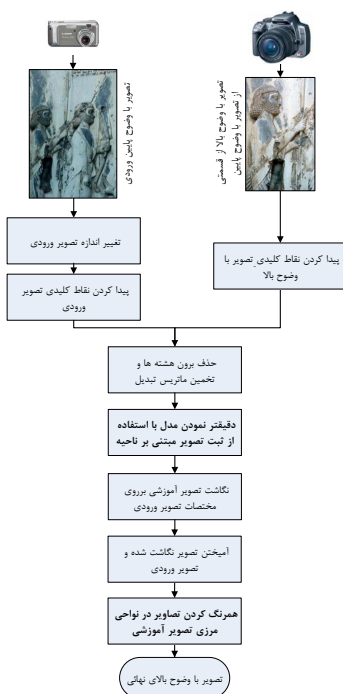 تصویر با وضوح پایین ورودی
تصویر با وضوح بالا از قسمتی
از تصویر با وضوح پایین
تغییر اندازه تصویر ورودی
پیدا کردن نقاط کلیدی تصویر
ورودی
پیدا کردن نقاط کلیدی ِتصویر با
وضوح بالا
حذف برون هشته ها و
تخمین ماتریس تبدیل
دقیقتر نمودن مدل با استفاده
از ثبت تصویر مبتنی بر ناحیه
نگاشت تصویر آموزشی برروی
مختصات تصویر ورودی
آمیختن تصویر نگاشت شده و
تصویر ورودی
همرنگ کردن تصاویر در نواحی
مرزی تصویر آموزشی
تصویر با وضوح بالای نهائی